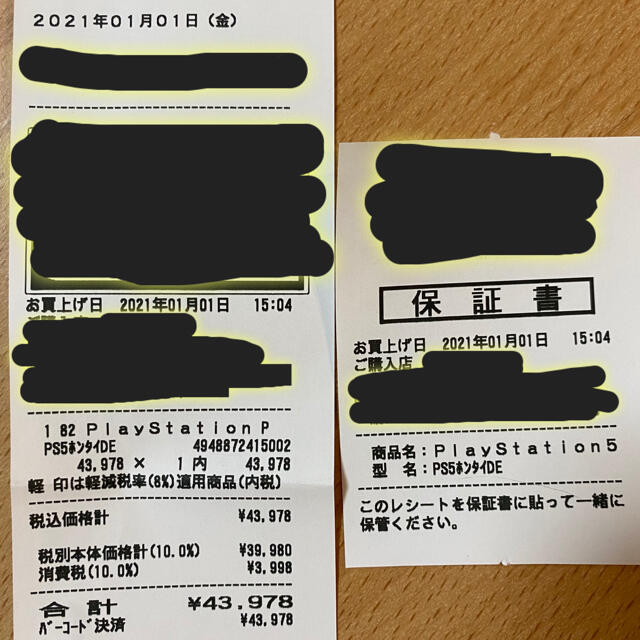 2021年01月01日(金)
お買上げ日 2021年01月01日 15:04
1 82 PlayStation P
PS5ホンタイDE 4948872415002
43,978 × 1 内 43,978
軽 印は軽減税率(8%)適用商品(内税)
税込価格計 ¥43,978
税別本体価格計(10.0%) ¥39,980
消費税(10.0%) ¥3,998
合計 ¥43,978
バーコード決済 ¥43,978
保証書
お買上げ日 2021年01月01日 15:04
ご購入店
商品名:PlayStation5
型 名:PS5ホンタイDE
このレシートを保証書に貼って一緒に
保管ください。